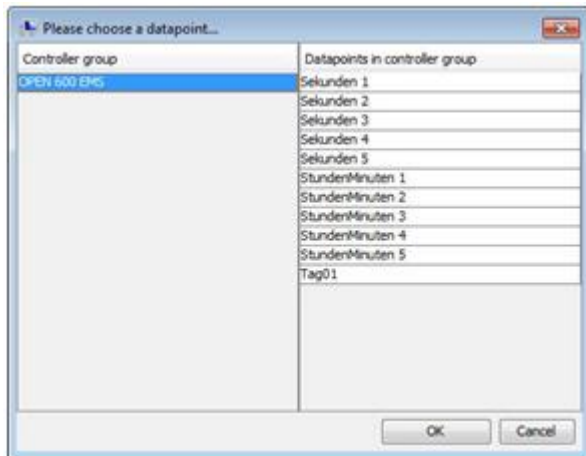 Please choose a datapoint...
Controller group
Datapoints in controller group
OPEN 600 EMS
Sekunden 1
Sekunden 2
Sekunden 3
Sekunden 4
Sekunden 5
StundenMinuten 1
StundenMinuten 2
StundenMinuten 3
StundenMinuten 4
StundenMinuten 5
Tag01
OK
Cancel